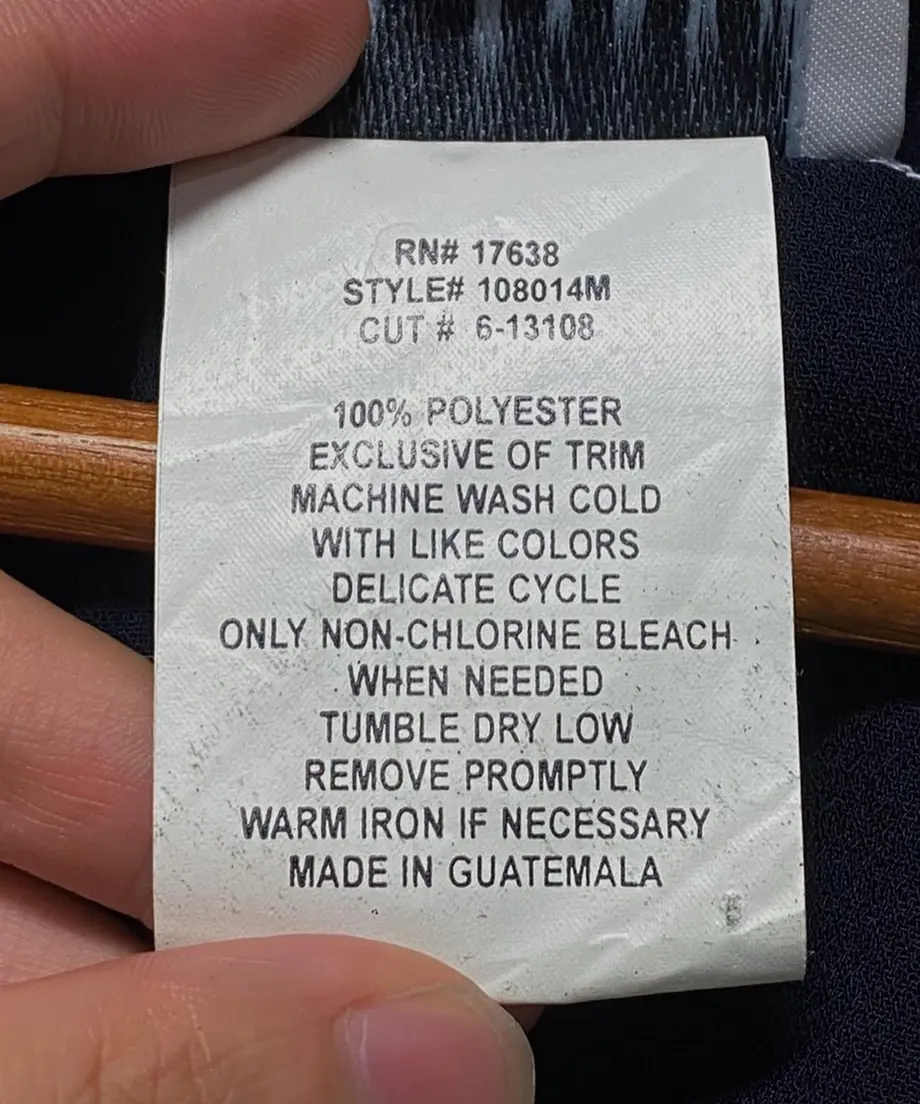 RN# 17638
STYLE# 108014M
CUT # 6-13108
100% POLYESTER
EXCLUSIVE OF TRIM
MACHINE WASH COLD
WITH LIKE COLORS
DELICATE CYCLE
ONLY NON-CHLORINE BLEACH
WHEN NEEDED
TUMBLE DRY LOW
REMOVE PROMPTLY
WARM IRON IF NECESSARY
MADE IN GUATEMALA